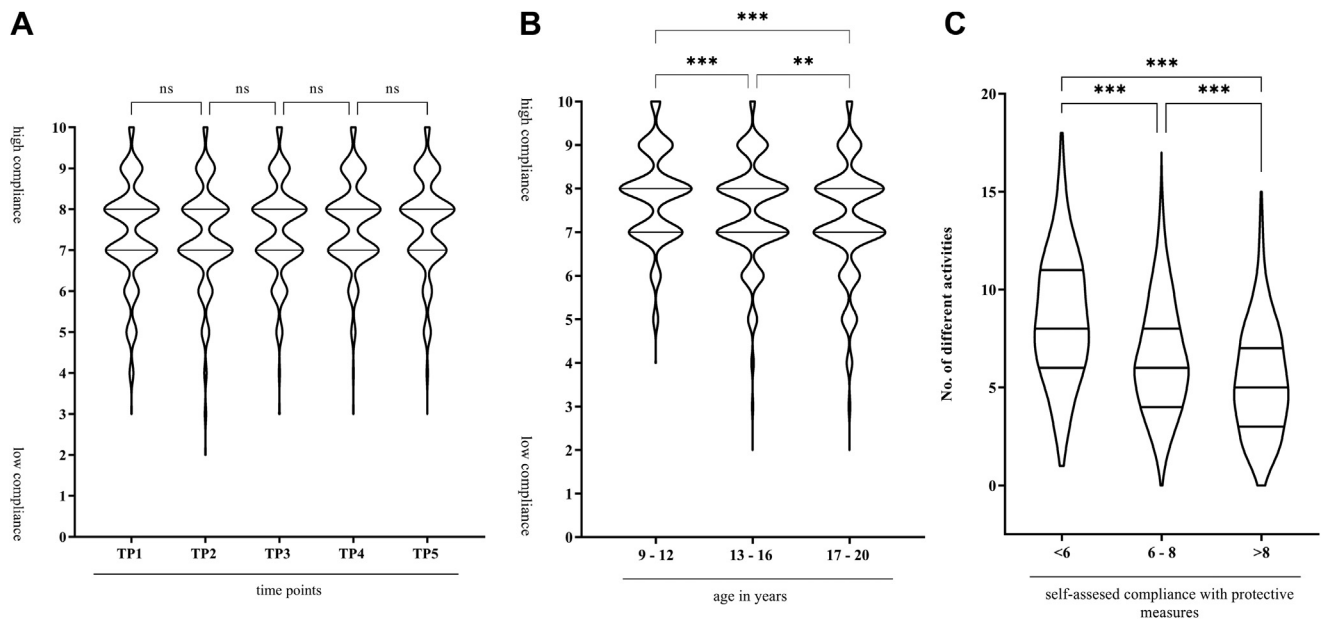 A
ns ns ns ns
high compliance
low compliance
10
9
8
7
6
5
4
3
2
1
0
TP1 TP2 TP3 TP4 TP5
time points
B
***
*** **
high compliance
low compliance
10
9
8
7
6
5
4
3
2
1
0
9 - 12 13 - 16 17 - 20
age in years
C
***
*** ***
No. of different activities
20
15
10
5
0
<6 6 - 8 >8
self-assesed compliance with protective
measures